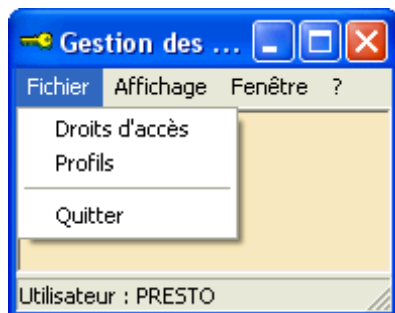 Gestion des ...
Fichier Affichage Fenêtre ?
Droits d'accès
Profils
Quitter
Utilisateur : PRESTO